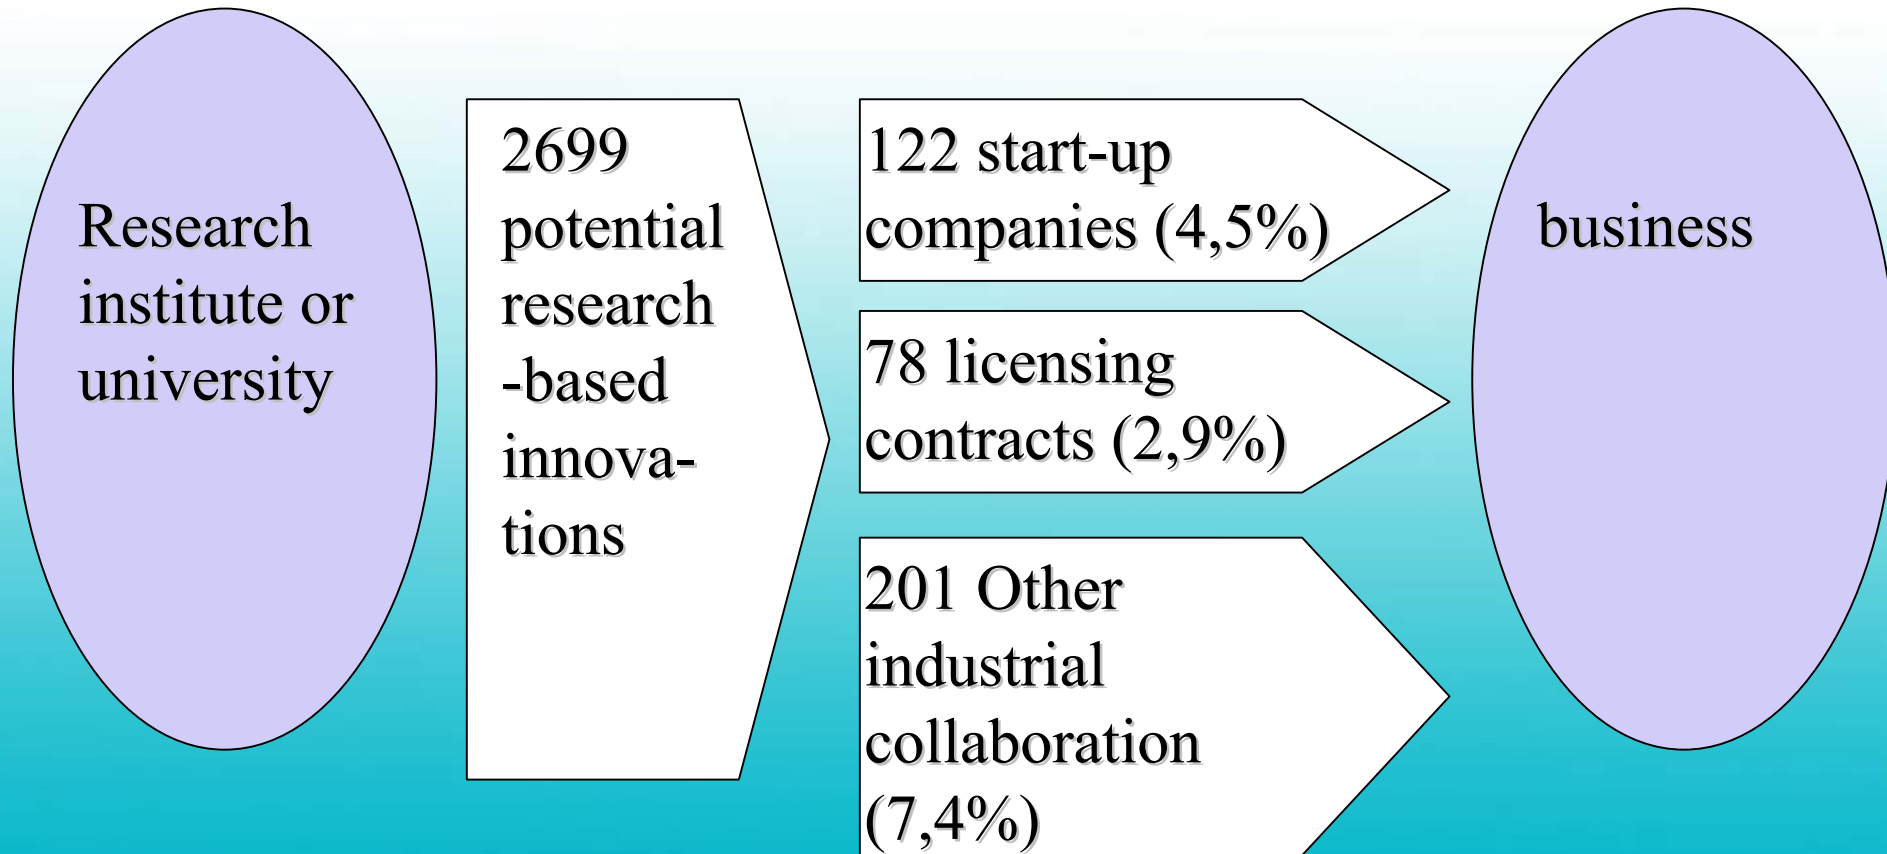 Research
institute or
university
2699
potential
research
-based
innova-
tions
122 start-up
companies (4,5%)
78 licensing
contracts (2,9%)
201 Other
industrial
collaboration
(7,4%)
business